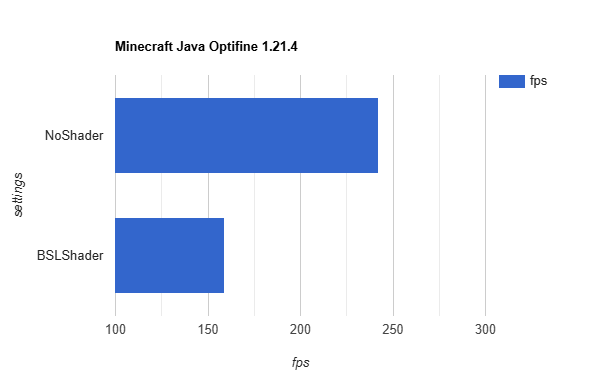 Minecraft Java Optifine 1.21.4
fps
NoShader
settings
BSLShader
100 150 200 250 300
fps